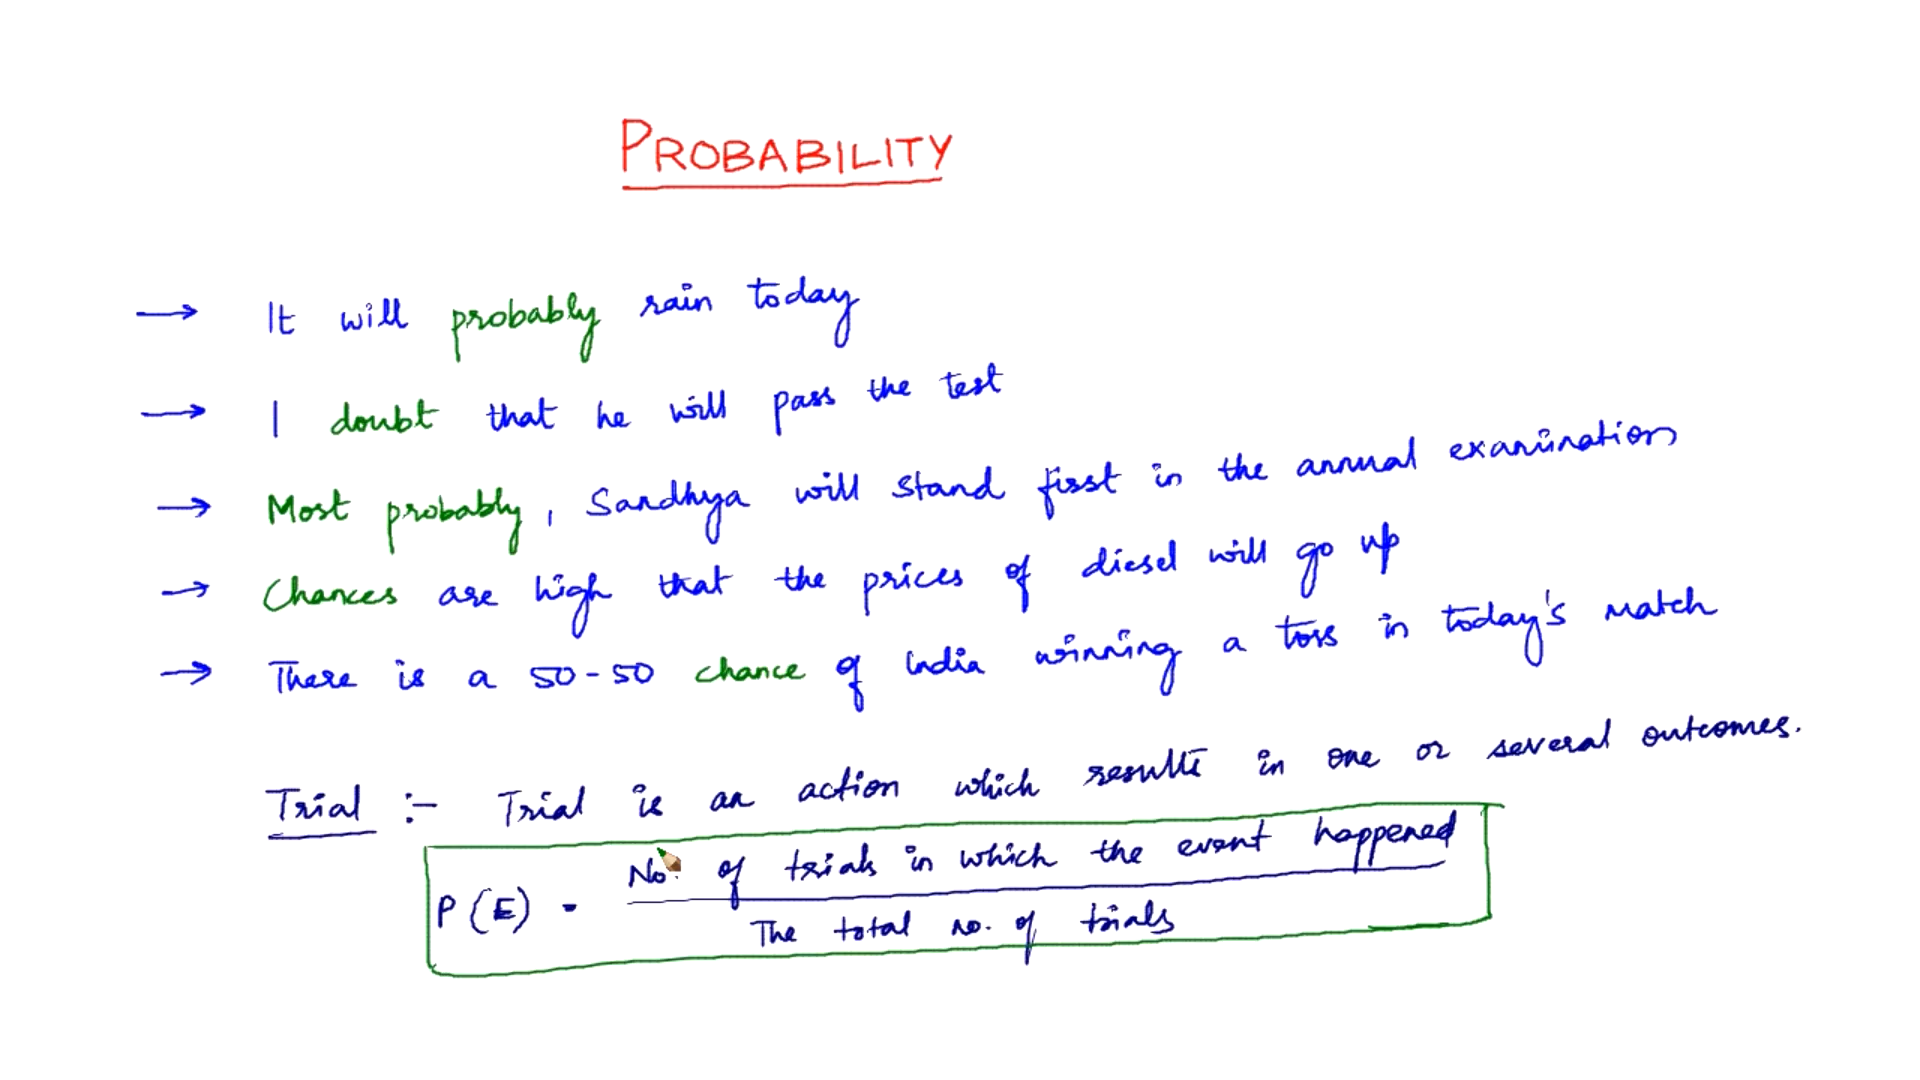 PROBABILITY
→ It will probably rain today
→ I doubt that he will pass the test
→ Most probably, Sandhya will stand first in the annual examination
→ Chances are high that the prices of diesel will go up
→ There is a 50-50 chance of India winning a toss in today's match
Trial :- Trial is an action which results in one or several outcomes.
No. of trials in which the event happened
P(E) =
The total no. of trials